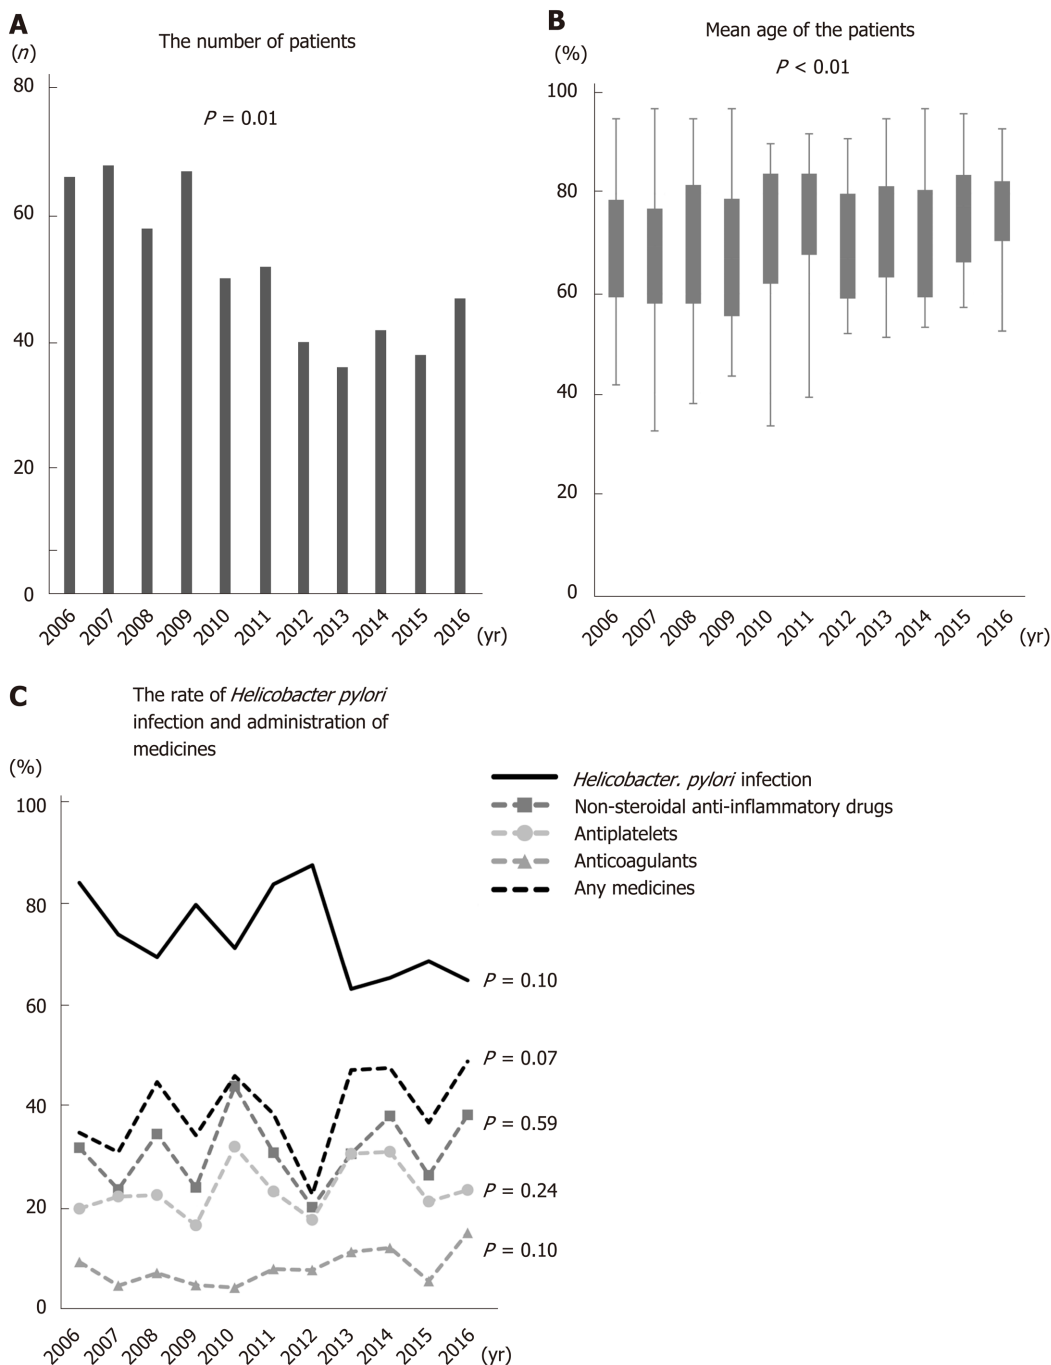 A
(n)
The number of patients
P = 0.01
80
60
40
20
0
2006 2007 2008 2009 2010 2011 2012 2013 2014 2015 2016 (yr)
B
(%)
Mean age of the patients
P < 0.01
100
80
60
40
20
0
2006 2007 2008 2009 2010 2011 2012 2013 2014 2015 2016 (yr)
C
The rate of Helicobacter pylori
infection and administration of
medicines
(%)
Helicobacter. pylori infection
Non-steroidal anti-inflammatory drugs
Antiplatelets
Anticoagulants
Any medicines
100
80
60
40
20
0
P = 0.10
P = 0.07
P = 0.59
P = 0.24
P = 0.10
2006 2007 2008 2009 2010 2011 2012 2013 2014 2015 2016 (yr)